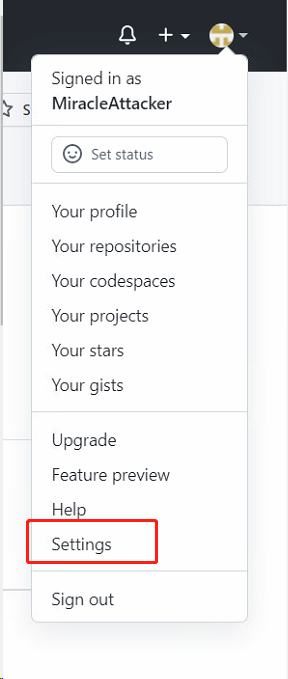 Signed in as
MiracleAttacker
S
Set status
Your profile
Your repositories
Your codespaces
Your projects
Your stars
Your gists
Upgrade
Feature preview
Help
Settings
Sign out